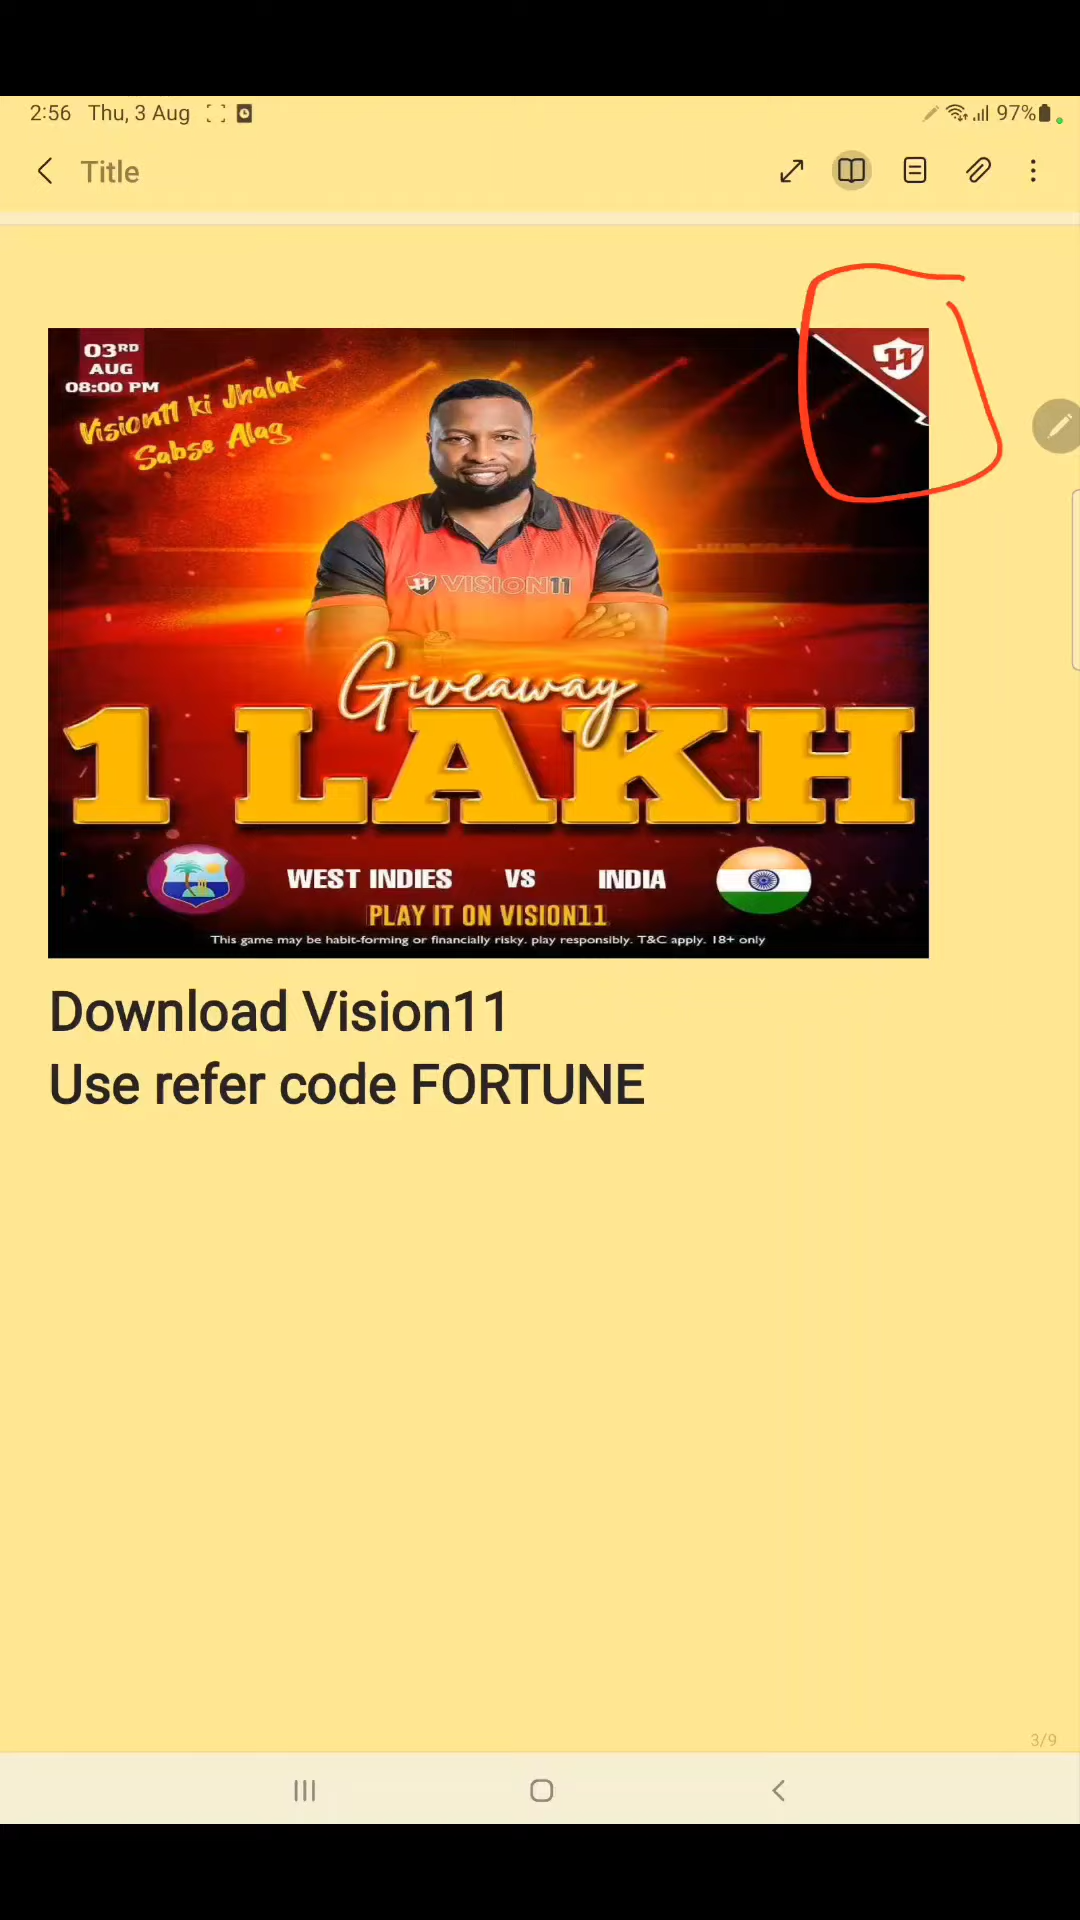 2:56 Thu, 3 Aug 97%
Title
03RD
AUG
08:00 PM
Vision11 ki Jhalak
Sabse Alag
11
11 VISION11
Giveaway
1 LAKH
WEST INDIES VS INDIA
PLAY IT ON VISION11
This game may be habit-forming or financially risky. play responsibly. T&C apply. 18+ only
Download Vision11
Use refer code FORTUNE
3/9